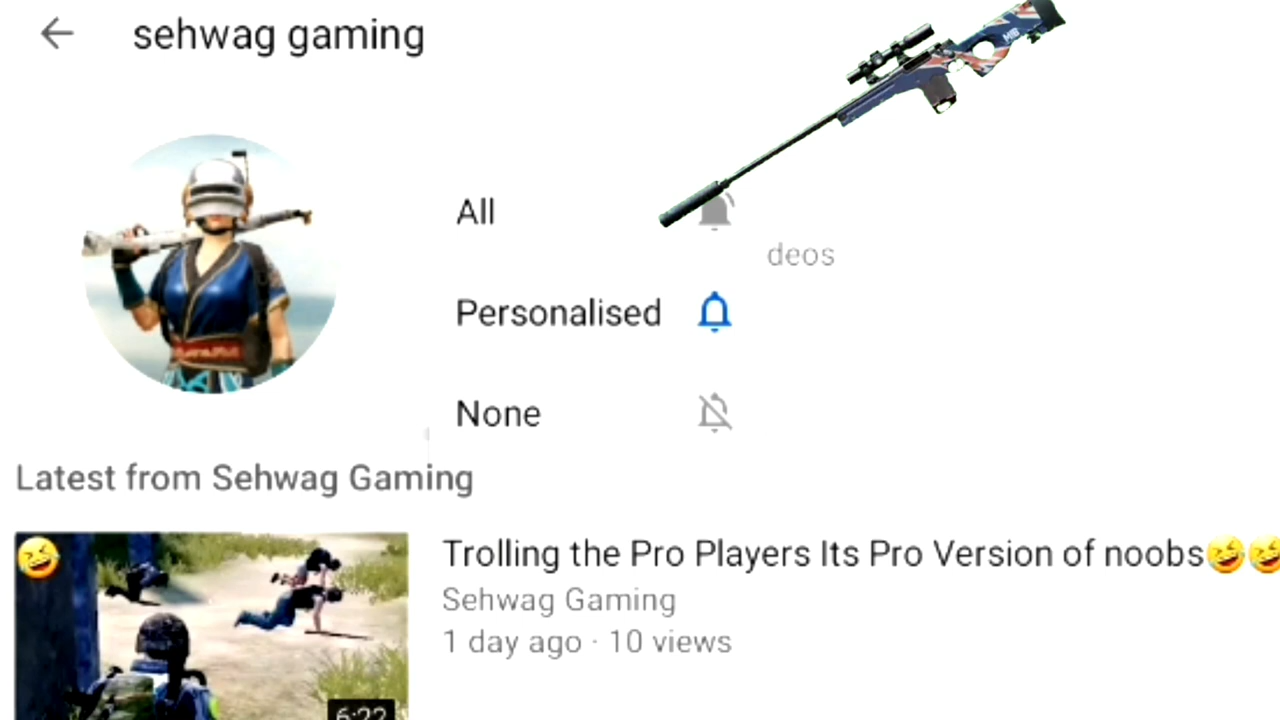 sehwag gaming
All
deos
Personalised
None
Latest from Sehwag Gaming
Trolling the Pro Players Its Pro Version of noobs🤣🤣
Sehwag Gaming
1 day ago · 10 views
6:22